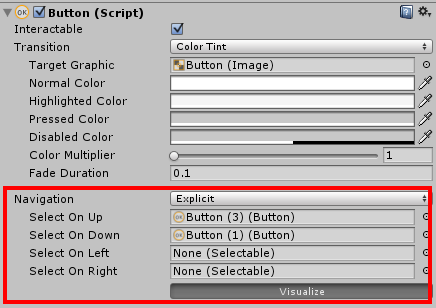 OK Button (Script)
Interactable
Transition Color Tint
Target Graphic Button (Image)
Normal Color
Highlighted Color
Pressed Color
Disabled Color
Color Multiplier 1
Fade Duration 0.1
Navigation Explicit
Select On Up OK Button (3) (Button)
Select On Down OK Button (1) (Button)
Select On Left None (Selectable)
Select On Right None (Selectable)
Visualize